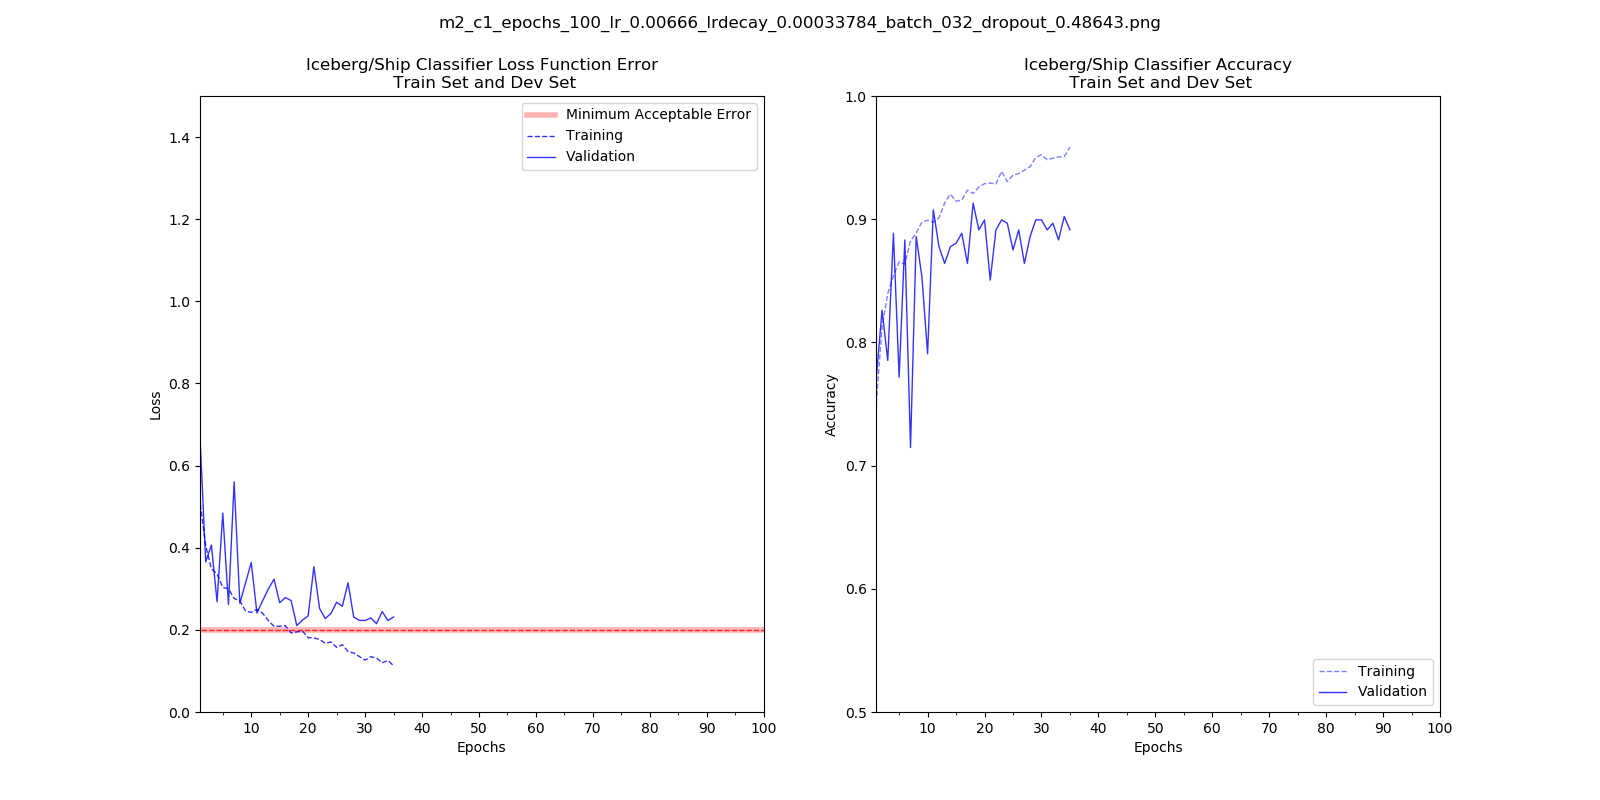 m2_c1_epochs_100_lr_0.00666_lrdecay_0.00033784_batch_032_dropout_0.48643.png
Iceberg/Ship Classifier Loss Function Error
Train Set and Dev Set
1.4
1.2
1.0
0.8
0.6
0.4
0.2
0.0
Loss
Minimum Acceptable Error
Training
Validation
10 20 30 40 50 60 70 80 90 100
Epochs
Iceberg/Ship Classifier Accuracy
Train Set and Dev Set
1.0
0.9
0.8
0.7
0.6
0.5
Accuracy
Training
Validation
10 20 30 40 50 60 70 80 90 100
Epochs